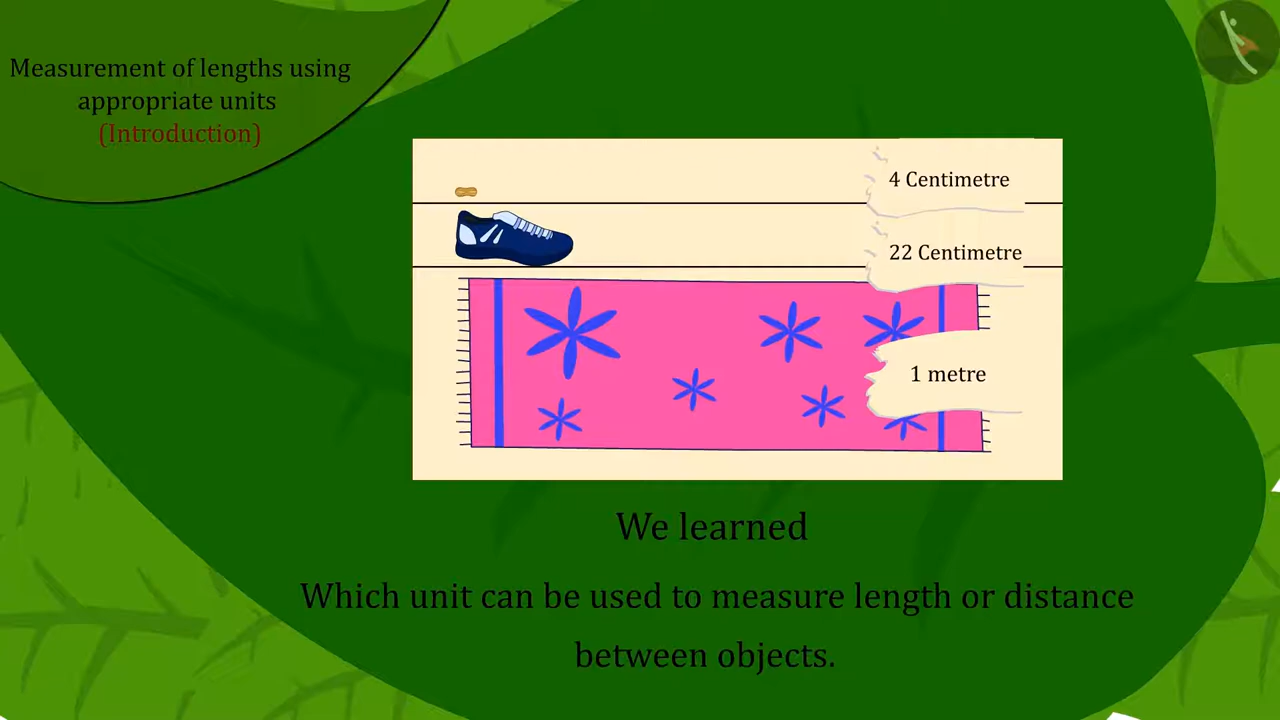 Measurement of lengths using
appropriate units
(Introduction)
4 Centimetre
22 Centimetre
1 metre
We learned
Which unit can be used to measure length or distance
between objects.